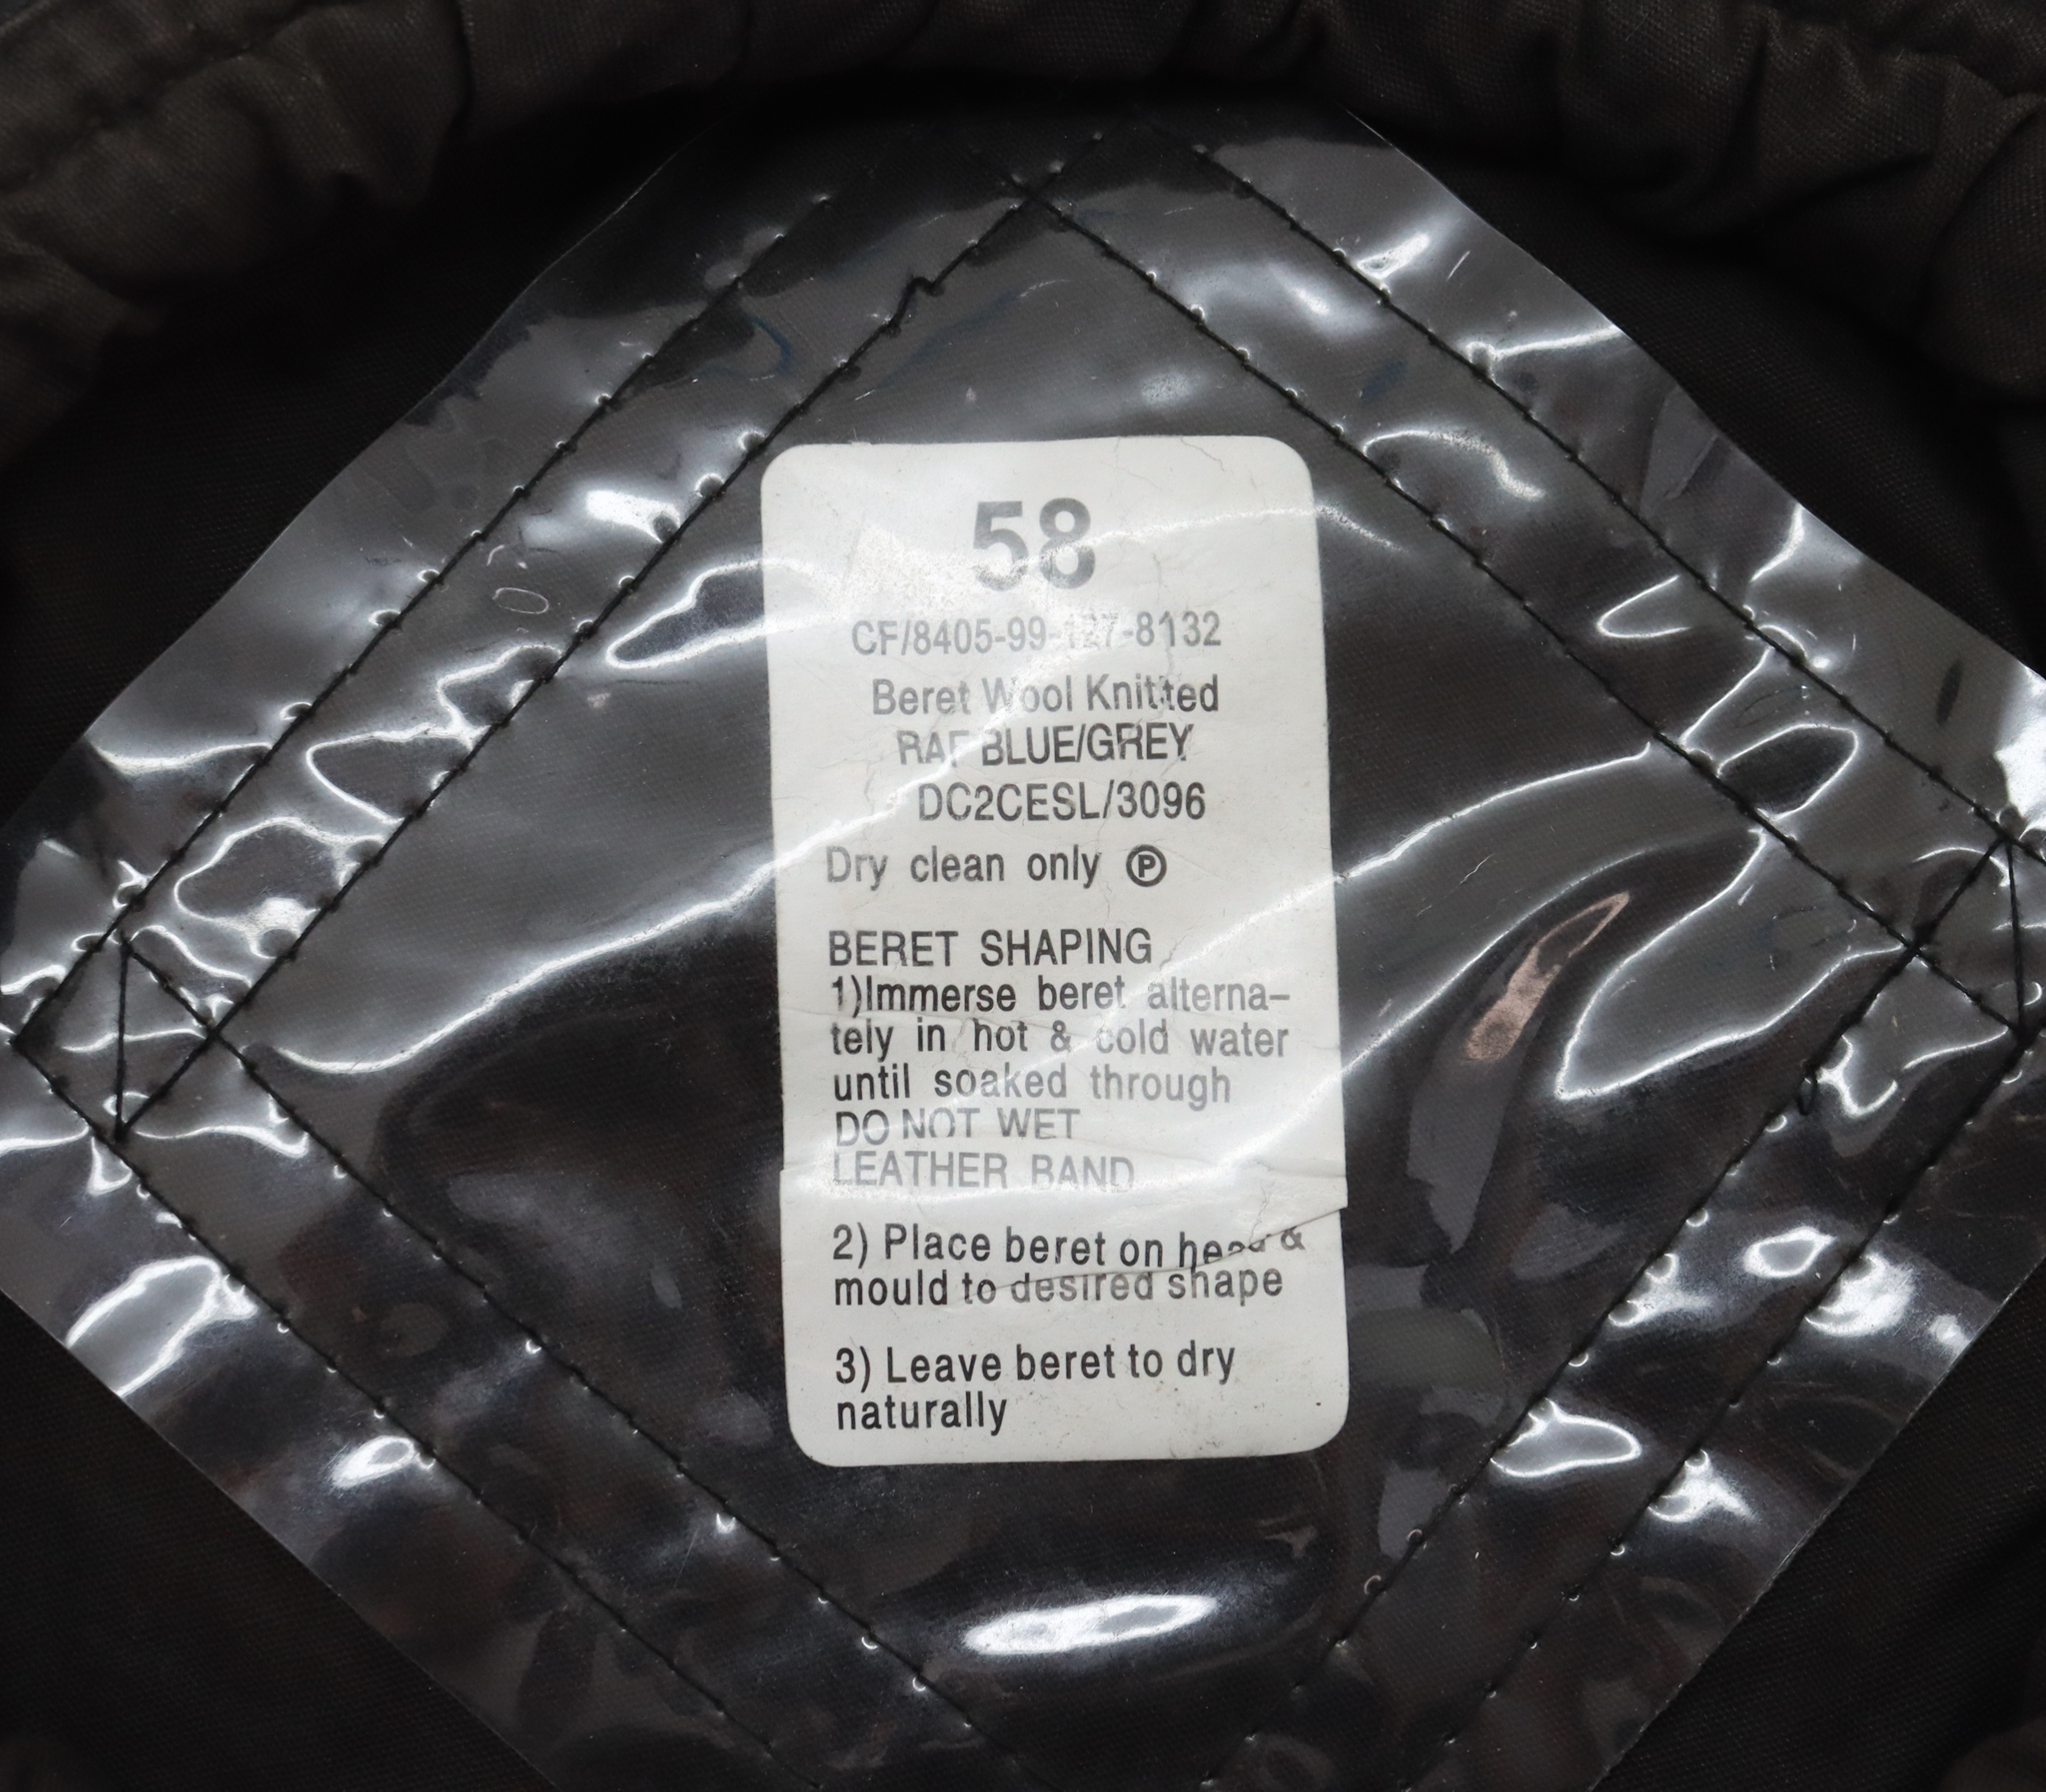 58
CF/8405-99-127-8132
Beret Wool Knitted
RAF BLUE/GREY
DC2CESL/3096
Dry clean only Ⓟ
BERET SHAPING
1)Immerse beret alterna–
tely in hot & cold water
until soaked through
DO NOT WET
LEATHER BAND
2) Place beret on head &
mould to desired shape
3) Leave beret to dry
naturally